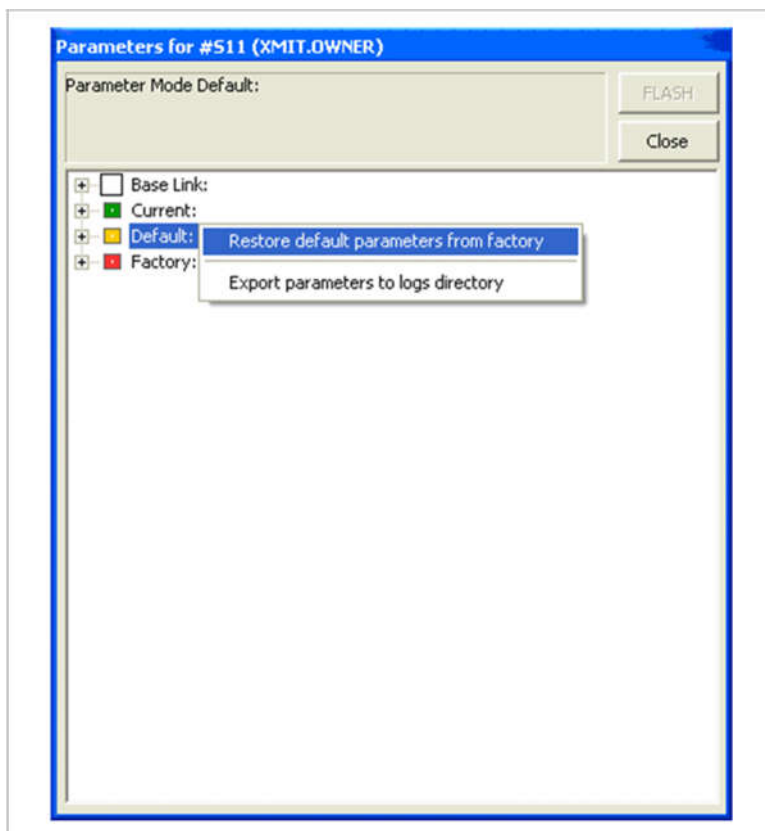 Parameters for #511 (XMIT.OWNER)
Parameter Mode Default:
FLASH
Close
Base Link:
Current:
Default:
Restore default parameters from factory
Factory:
Export parameters to logs directory